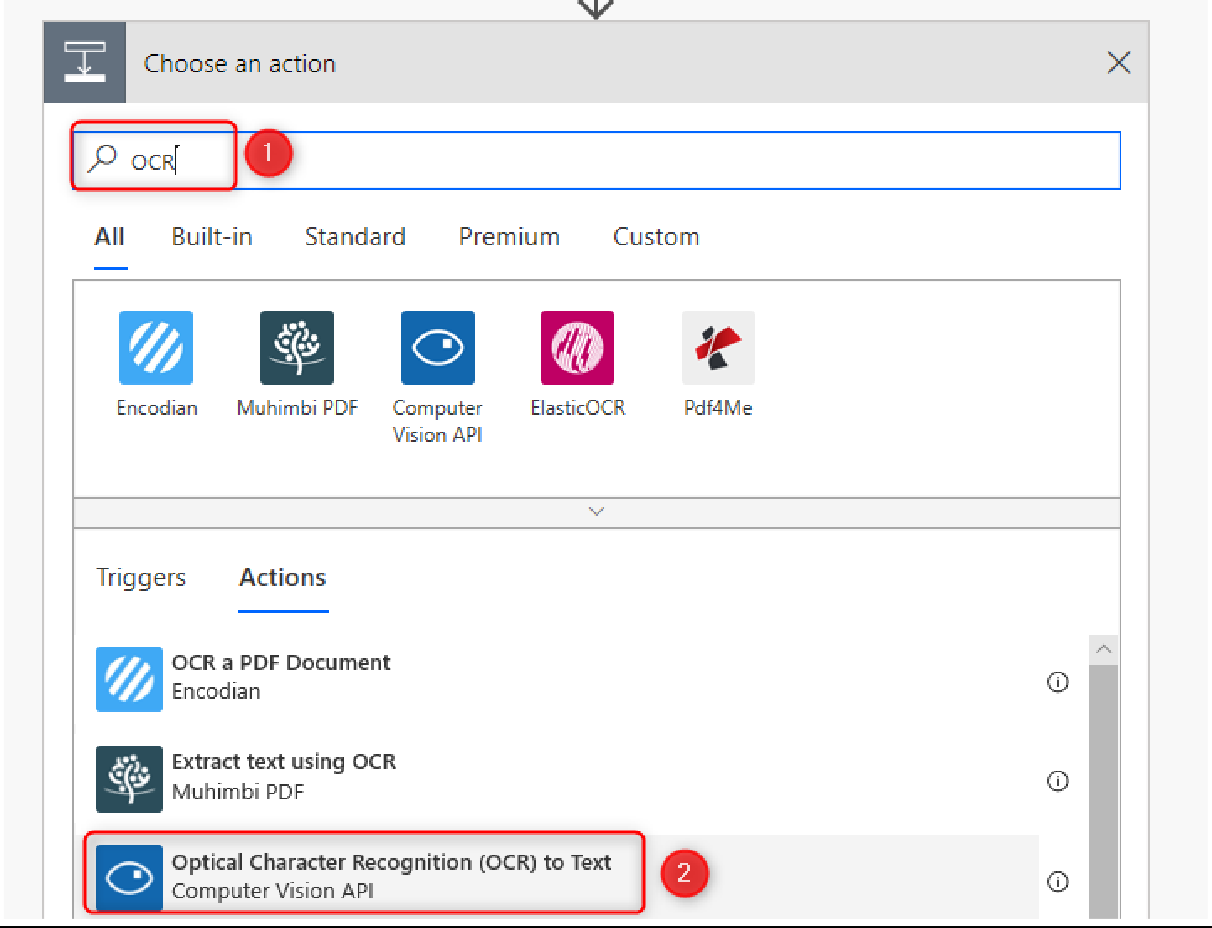 Choose an action
OCR
1
All Built-in Standard Premium Custom
Encodian Muhimbi PDF Computer Vision API ElasticOCR Pdf4Me
Triggers Actions
OCR a PDF Document
Encodian
Extract text using OCR
Muhimbi PDF
Optical Character Recognition (OCR) to Text
2
Computer Vision API